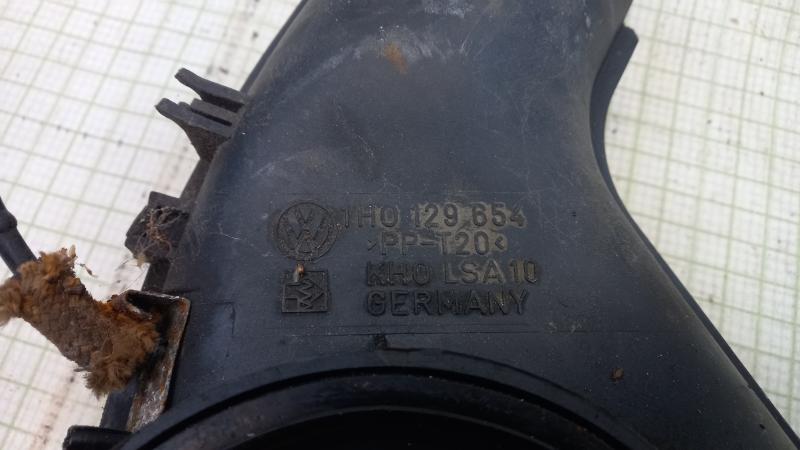 1H0 129 654
>PP-T20<
KHO LSA10
GERMANY